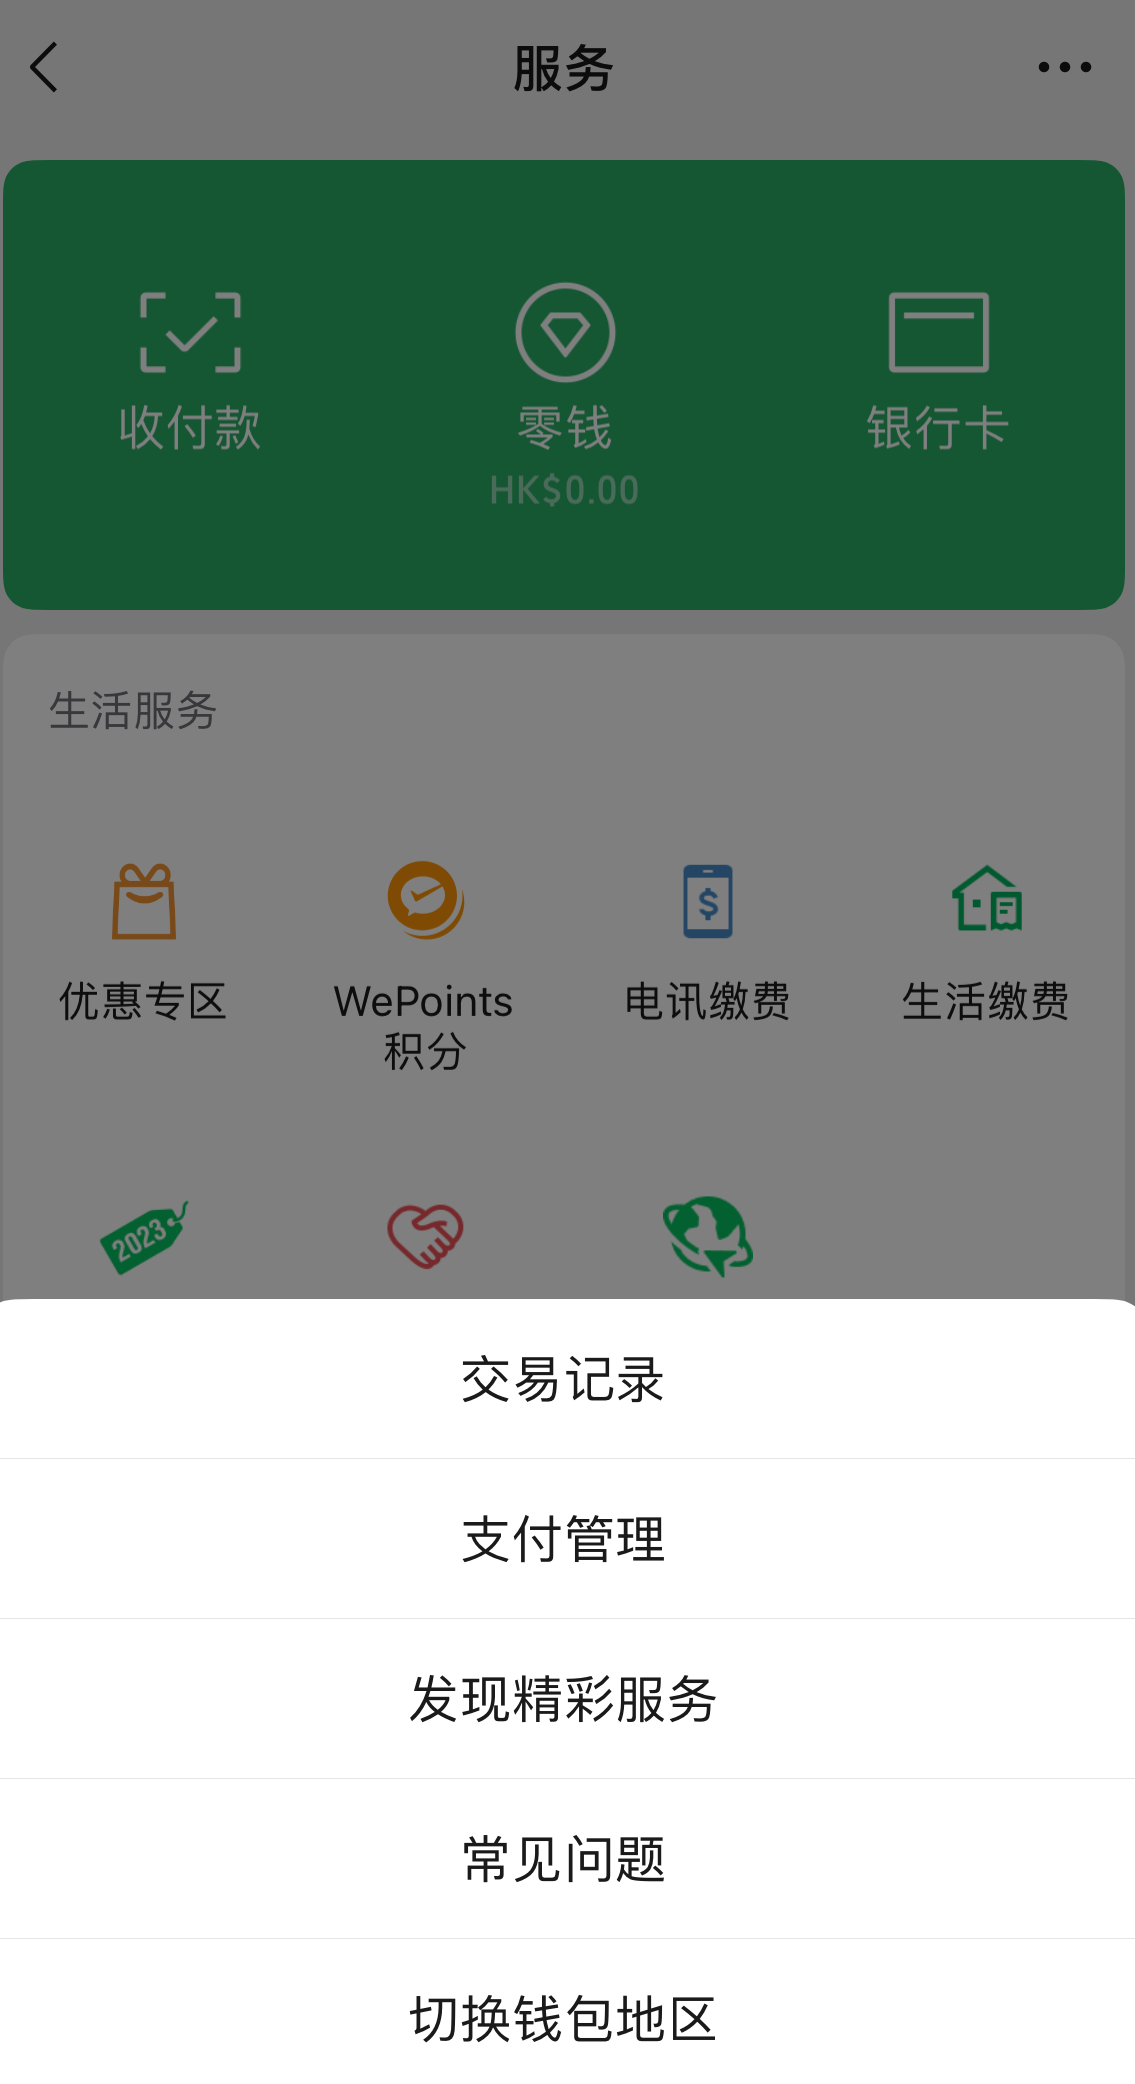 服务
收付款
零钱
银行卡
HK$0.00
生活服务
优惠专区
WePoints
积分
电讯缴费
生活缴费
2023
交易记录
支付管理
发现精彩服务
常见问题
切换钱包地区